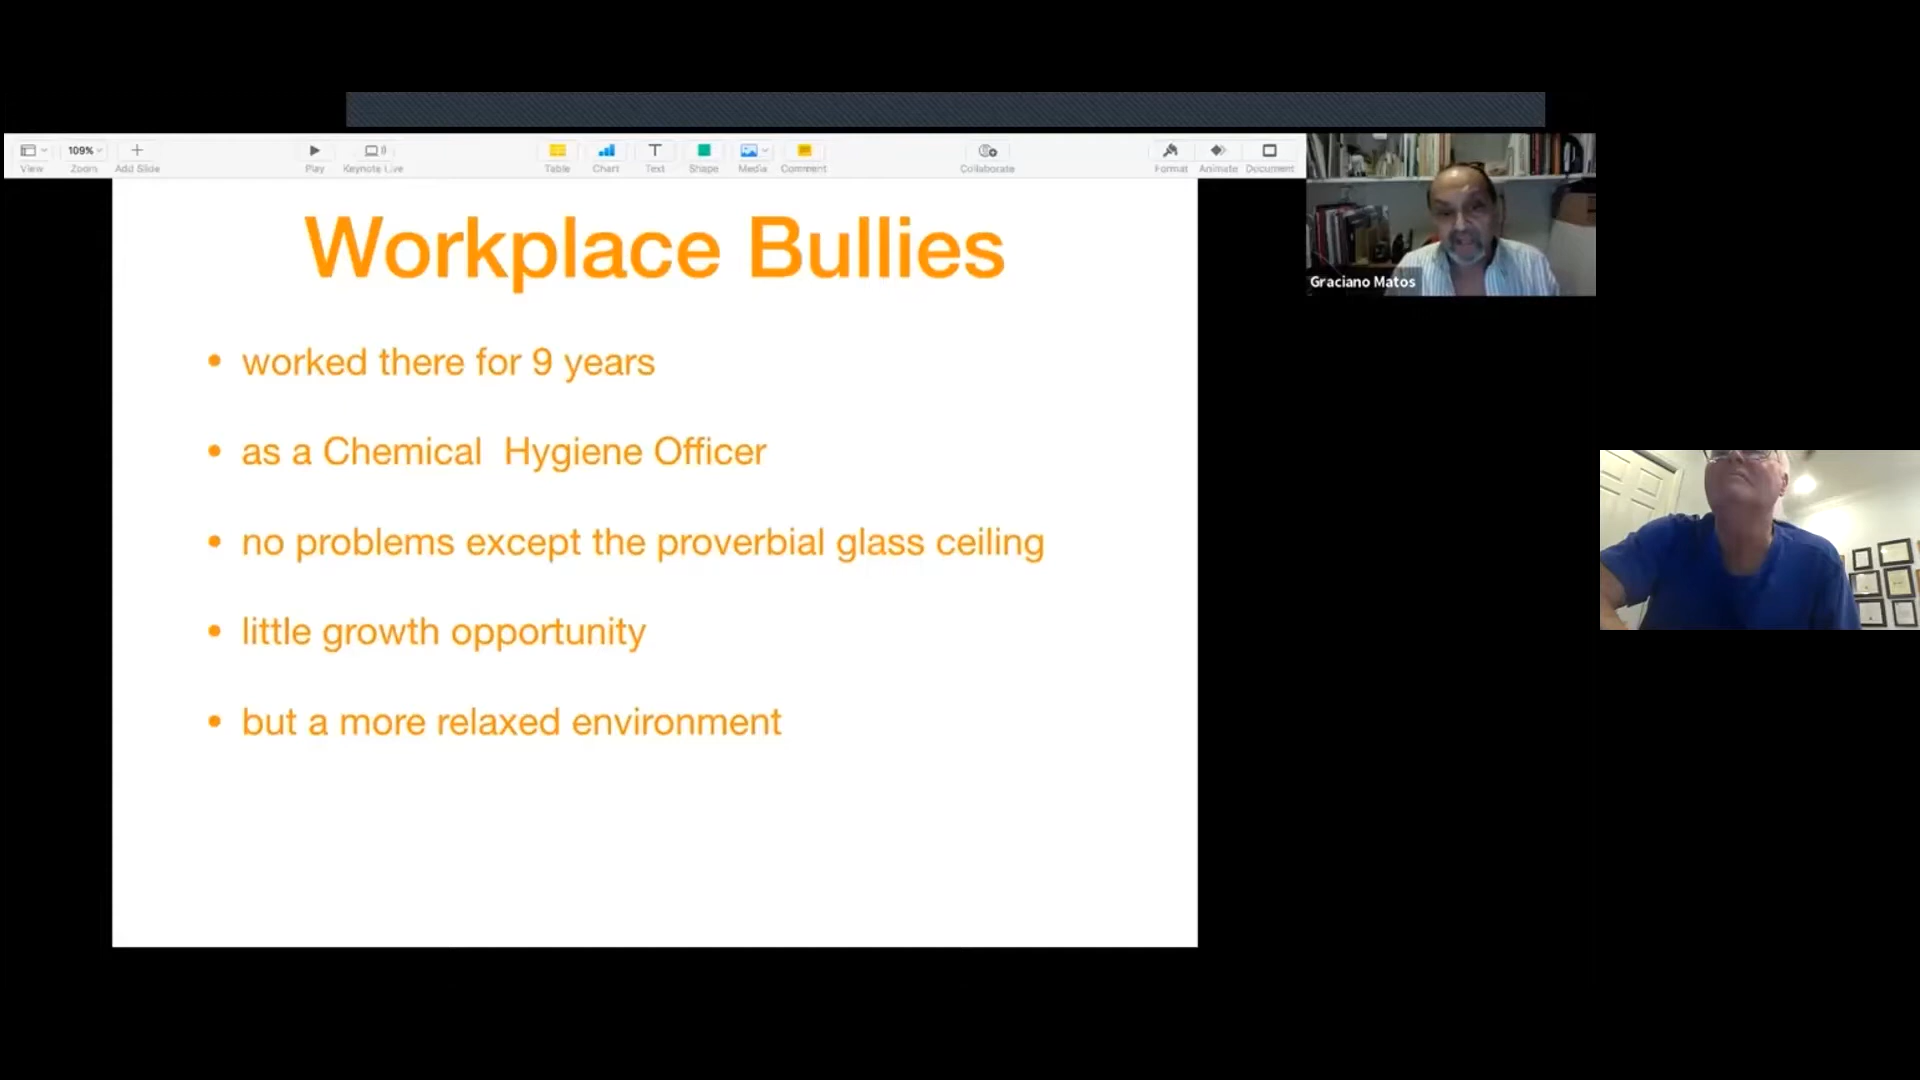 109%
View
Zoom
Add Slide
Play
Keynote Live
Table
Chart
Text
Shape
Media
Comment
Collaborate
Format
Animate
Document
Graciano Matos
Workplace Bullies
• worked there for 9 years
• as a Chemical Hygiene Officer
• no problems except the proverbial glass ceiling
• little growth opportunity
• but a more relaxed environment